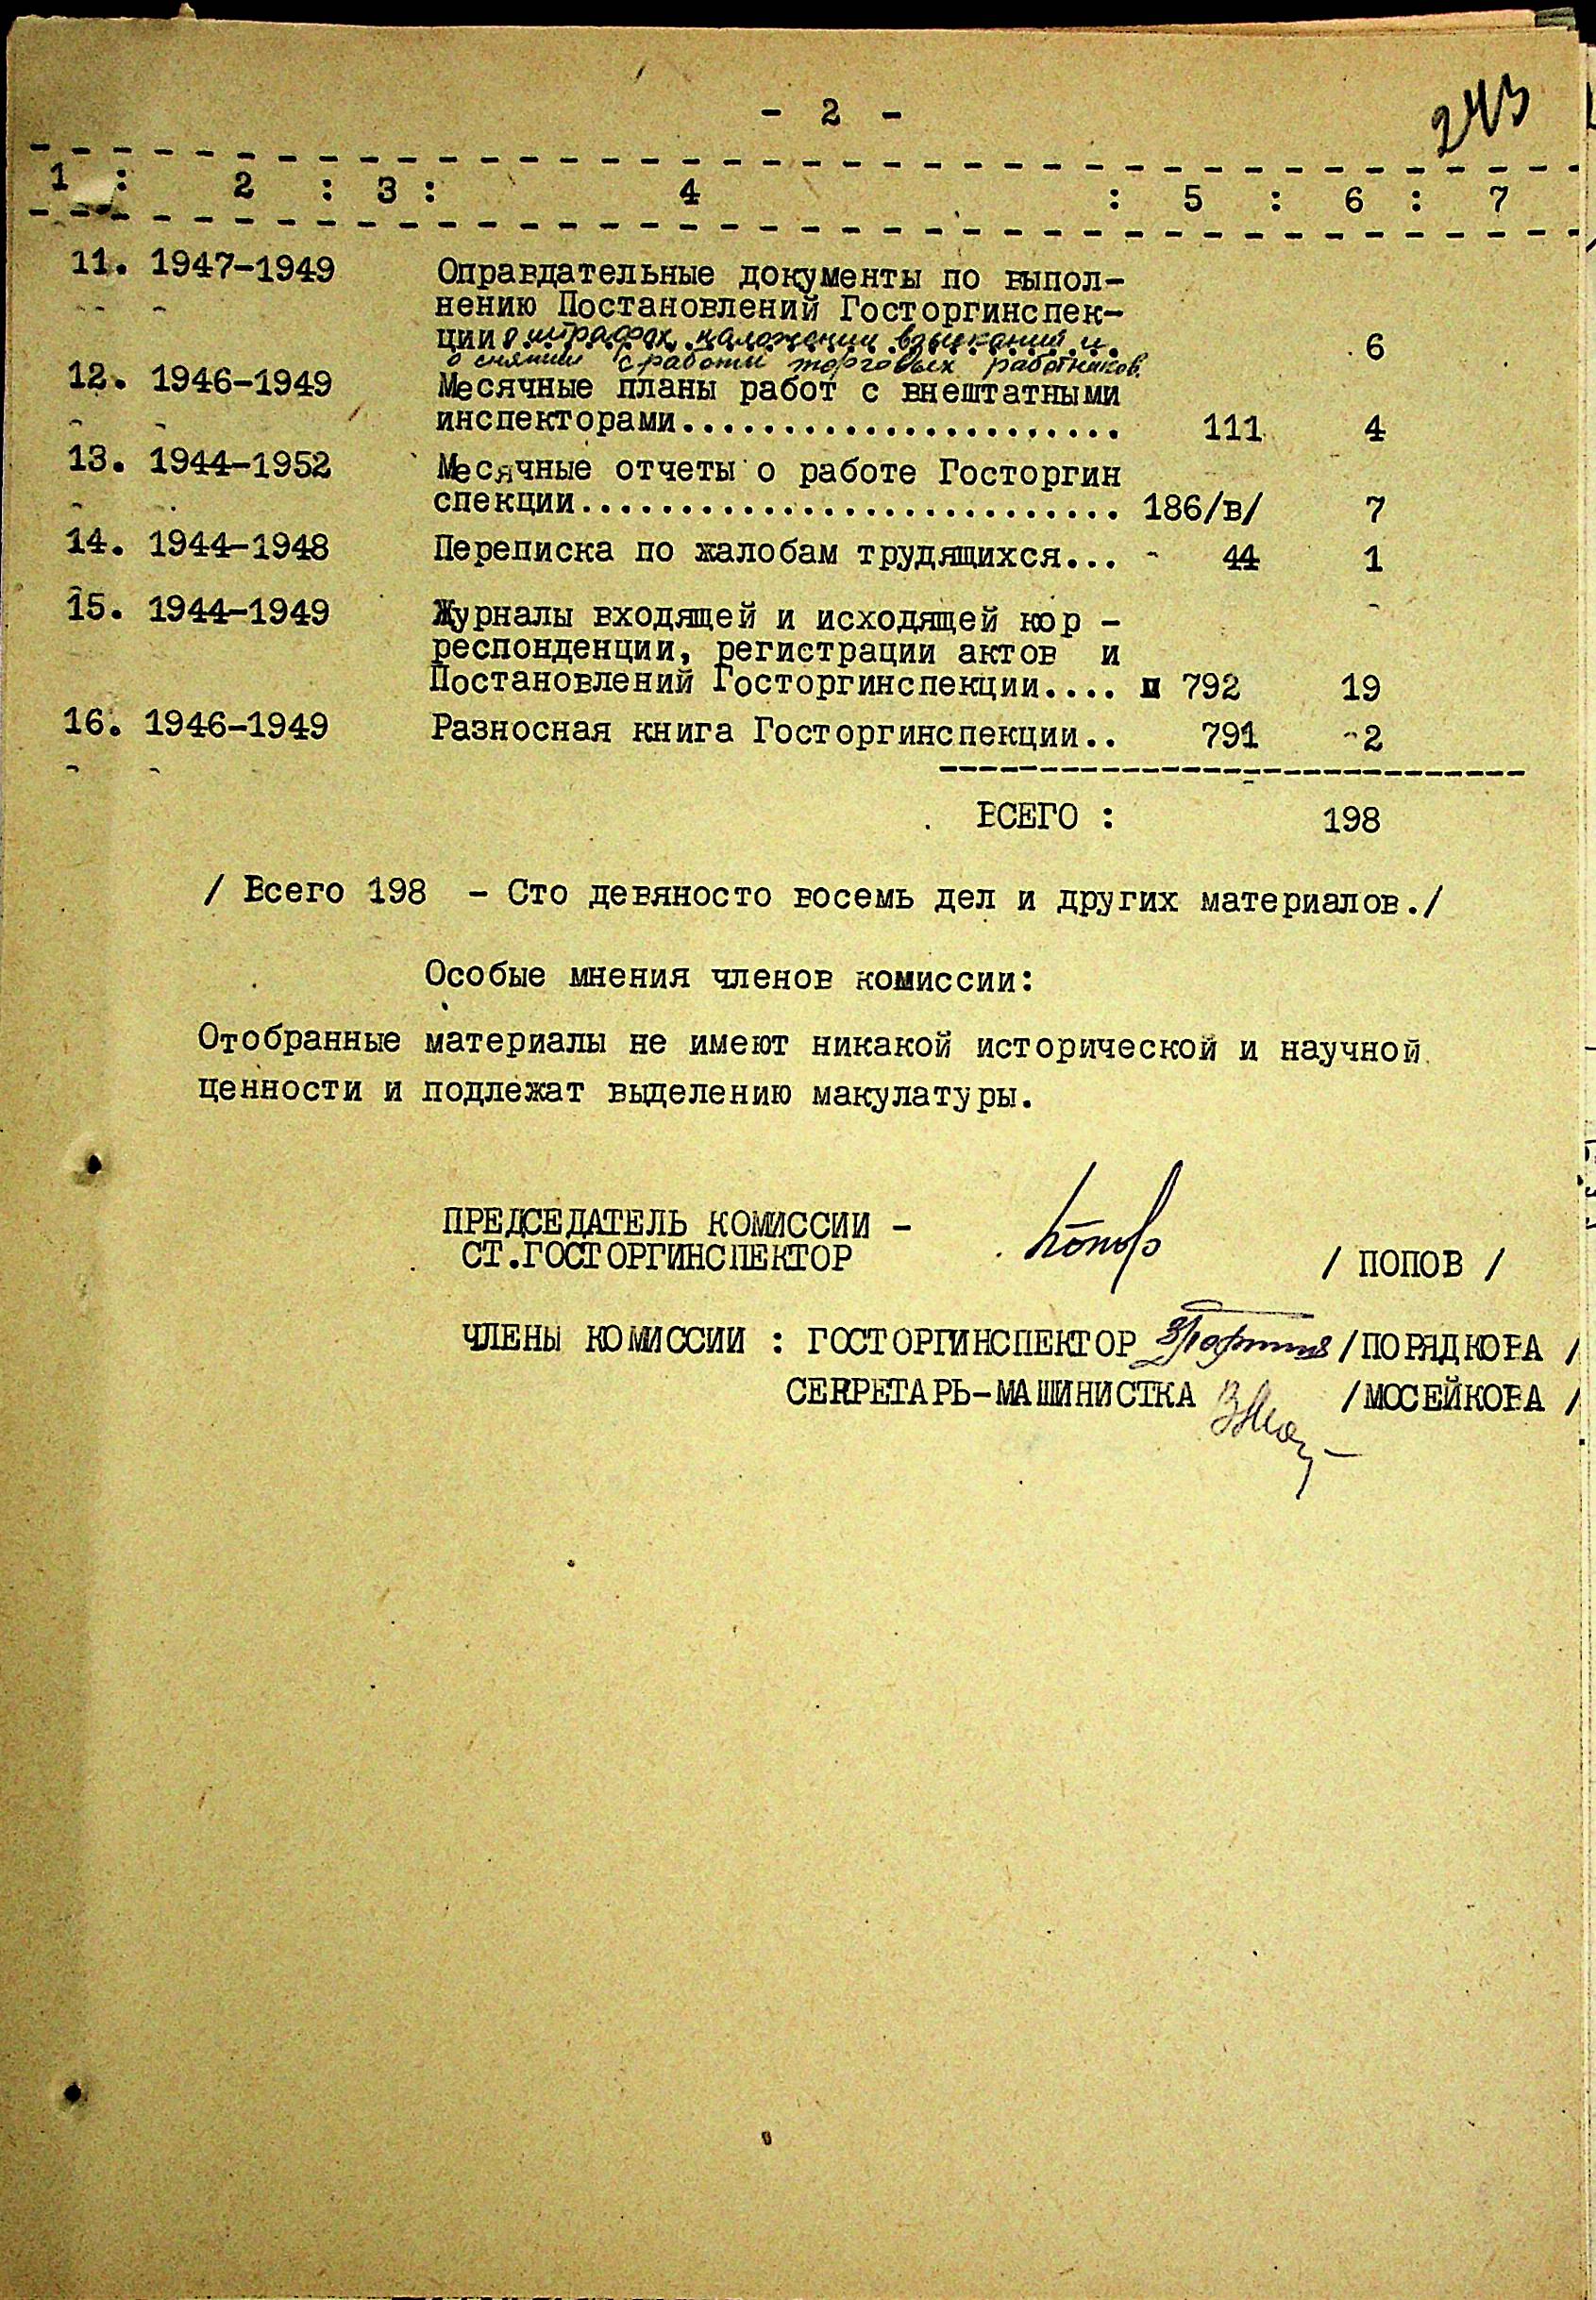 - 2 -
243
1 : 2 : 3 : 4 : 5 : 6 : 7
11. 1947-1949 Оправдательные документы по выпол-
нению Постановлений Госторгинспек-
ции о штрафах, наложении взысканий и 6
о снятии с работы торговых работников.
12. 1946-1949 Месячные планы работ с внештатными
инспекторами...................... 111 4
13. 1944-1952 Месячные отчеты о работе Госторгин
спекции........................... 186/в/ 7
14. 1944-1948 Переписка по жалобам трудящихся... - 44 1
15. 1944-1949 Журналы входящей и исходящей кор -
респонденции, регистрации актов и
Постановлений Госторгинспекции.... 792 19
16. 1946-1949 Разносная книга Госторгинспекции.. 791 2
ВСЕГО : 198
/ Всего 198 - Сто девяносто восемь дел и других материалов./
Особые мнения членов комиссии:
Отобранные материалы не имеют никакой исторической и научной
ценности и подлежат выделению макулатуры.
ПРЕДСЕДАТЕЛЬ КОМИССИИ -
СТ.ГОСТОРГИНСПЕКТОР Попов / ПОПОВ /
ЧЛЕНЫ КОМИССИИ : ГОСТОРГИНСПЕКТОР /ПОРЯДКОВА /
СЕКРЕТАРЬ-МАШИНИСТКА /МОСЕЙКОВА /